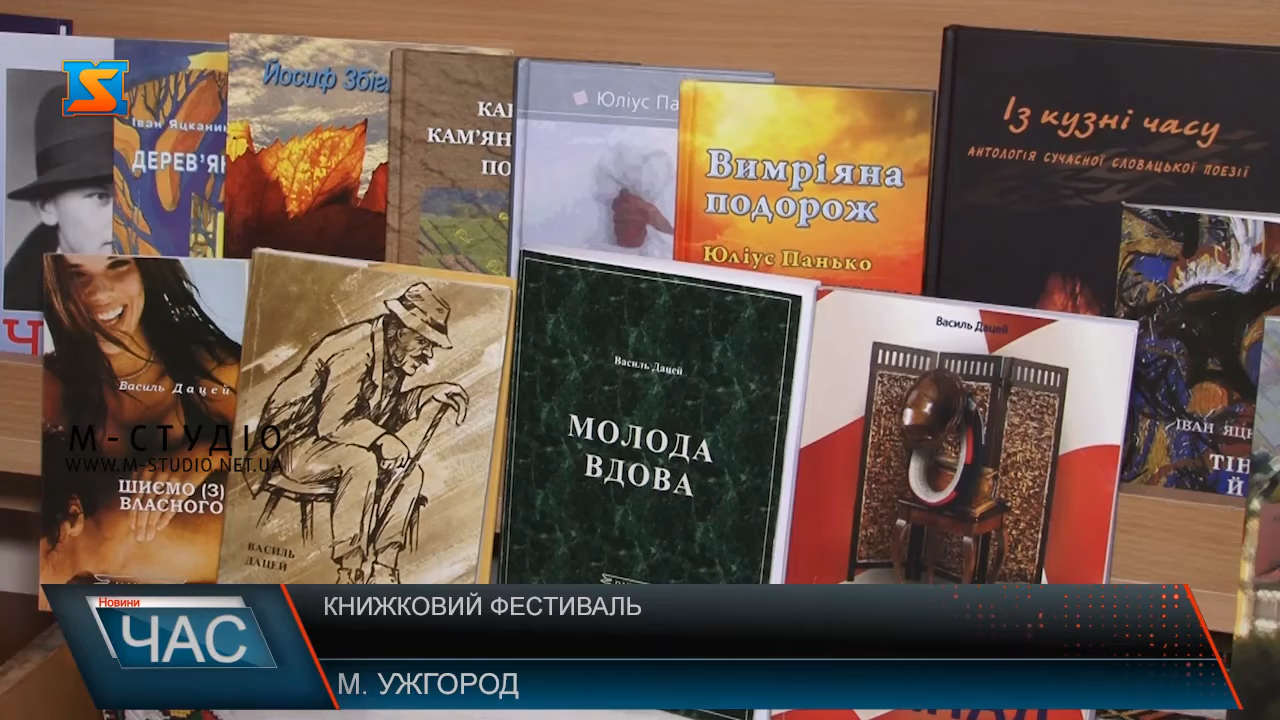 Іван Яцканин
ДЕРЕВ'ЯН
Йосиф Збіг
КАМ'ЯН
ПО
Юліус Па
Вимріяна
подорож
Юліус Панько
Із кузні часу
АНТОЛОГІЯ СУЧАСНОЇ СЛОВАЦЬКОЇ ПОЕЗІЇ
Ч
Василь Дацей
М-СТУДІО
WWW.M-STUDIO.NET.UA
ШИЄМО (З)
ВЛАСНОГО
ВАСИЛЬ
ДАЦЕЙ
Василь Дацей
МОЛОДА
ВДОВА
Василь Дацей
ІВАН ЯЦК
ТІН
Й
Новини
ЧАС
КНИЖКОВИЙ ФЕСТИВАЛЬ
М. УЖГОРОД